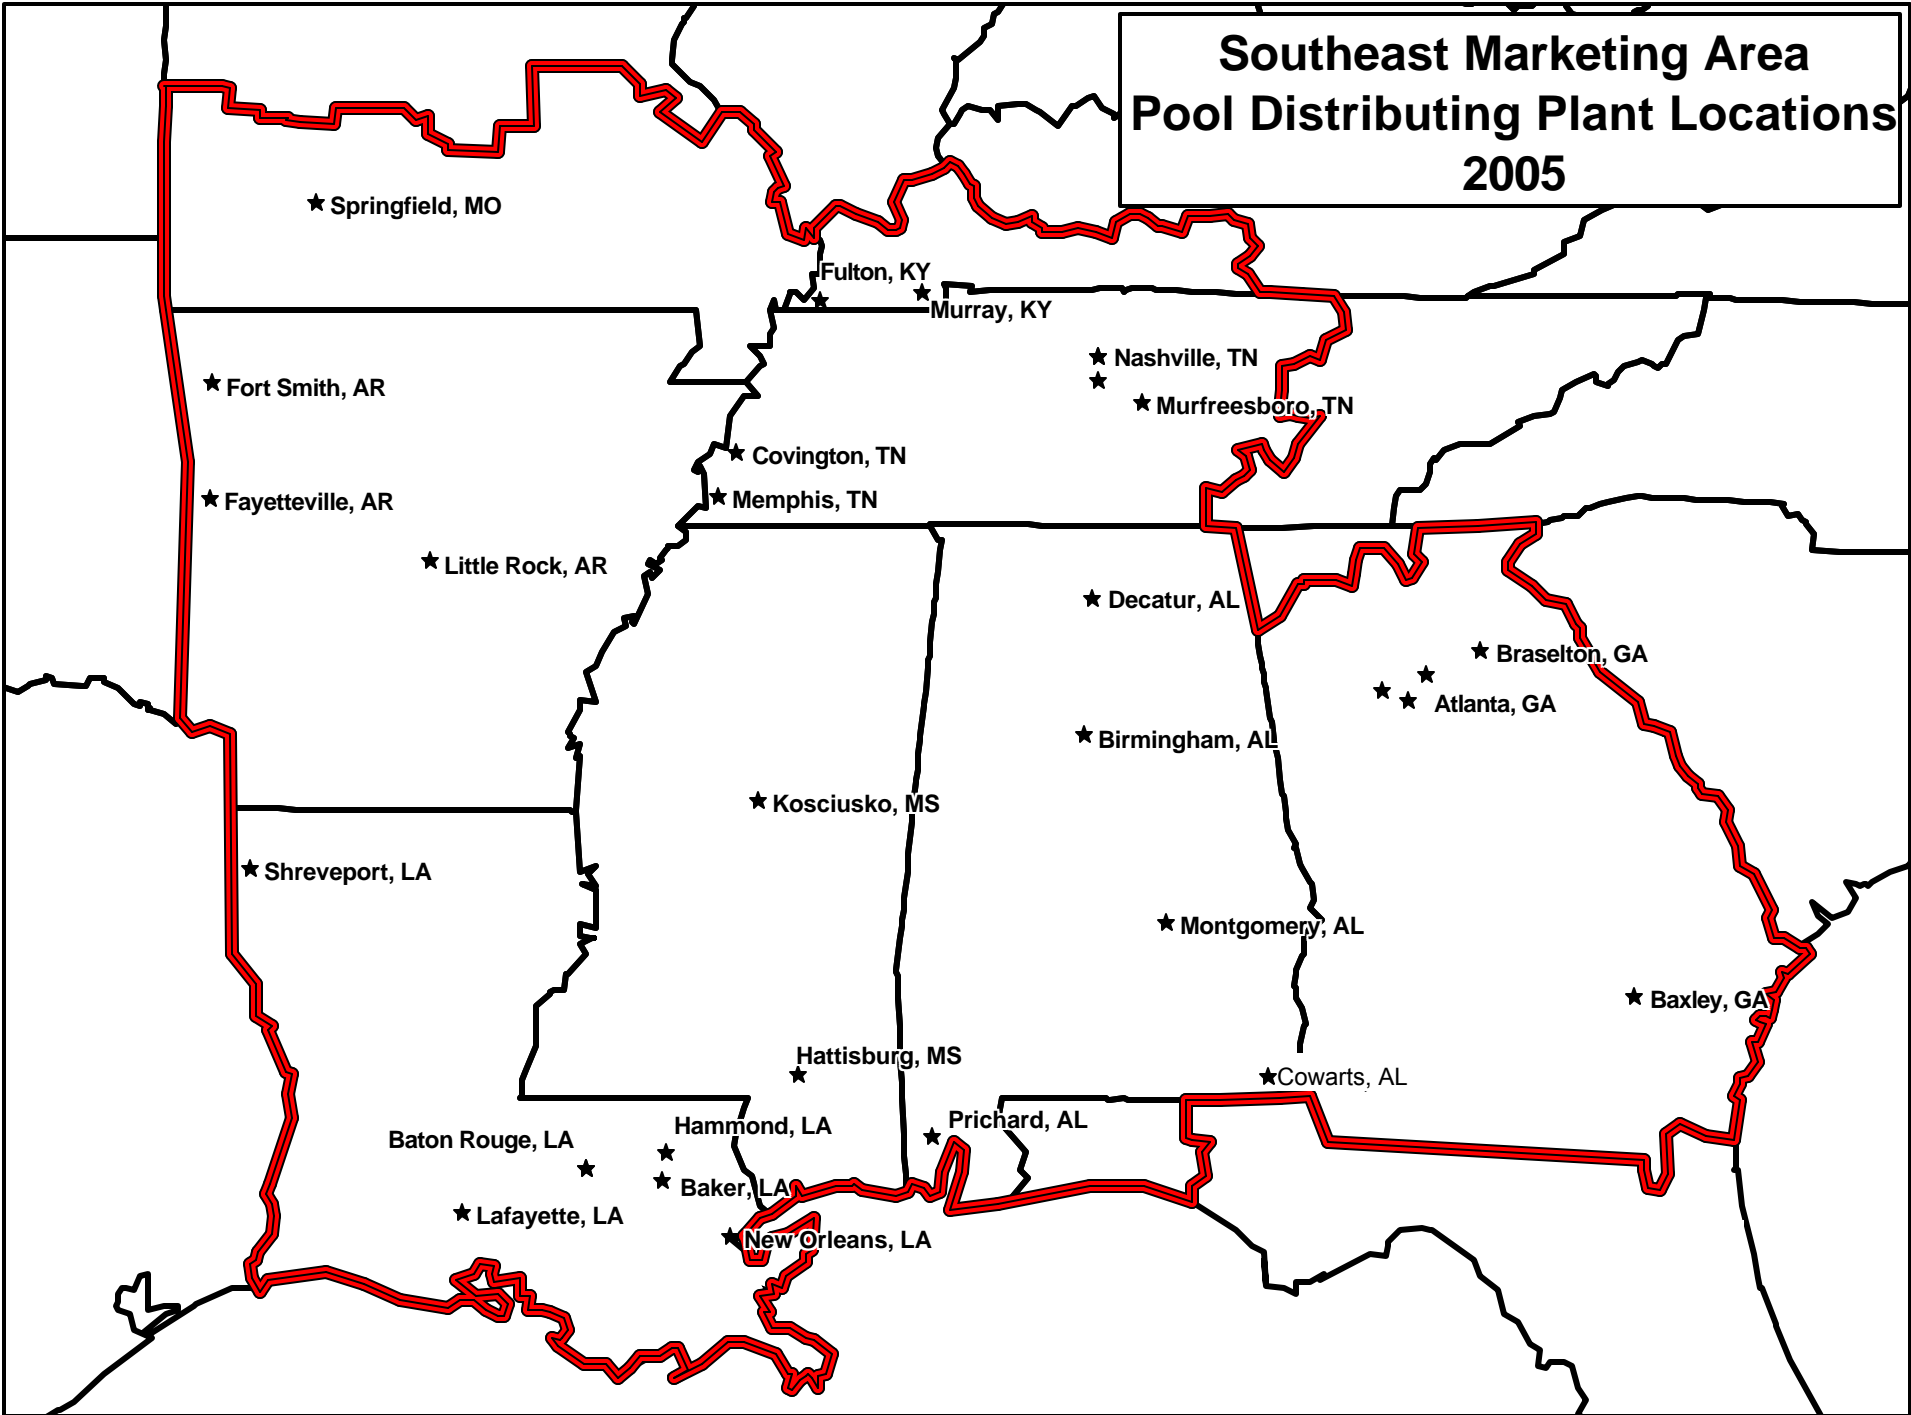 Southeast Marketing Area
Pool Distributing Plant Locations
2005
Springfield, MO
Fulton, KY
Murray, KY
Nashville, TN
Fort Smith, AR
Murfreesboro, TN
Covington, TN
Memphis, TN
Fayetteville, AR
Little Rock, AR
Decatur, AL
Braselton, GA
Atlanta, GA
Birmingham, AL
Kosciusko, MS
Shreveport, LA
Montgomery, AL
Baxley, GA
Hattisburg, MS
Cowarts, AL
Prichard, AL
Hammond, LA
Baton Rouge, LA
Baker, LA
Lafayette, LA
New Orleans, LA